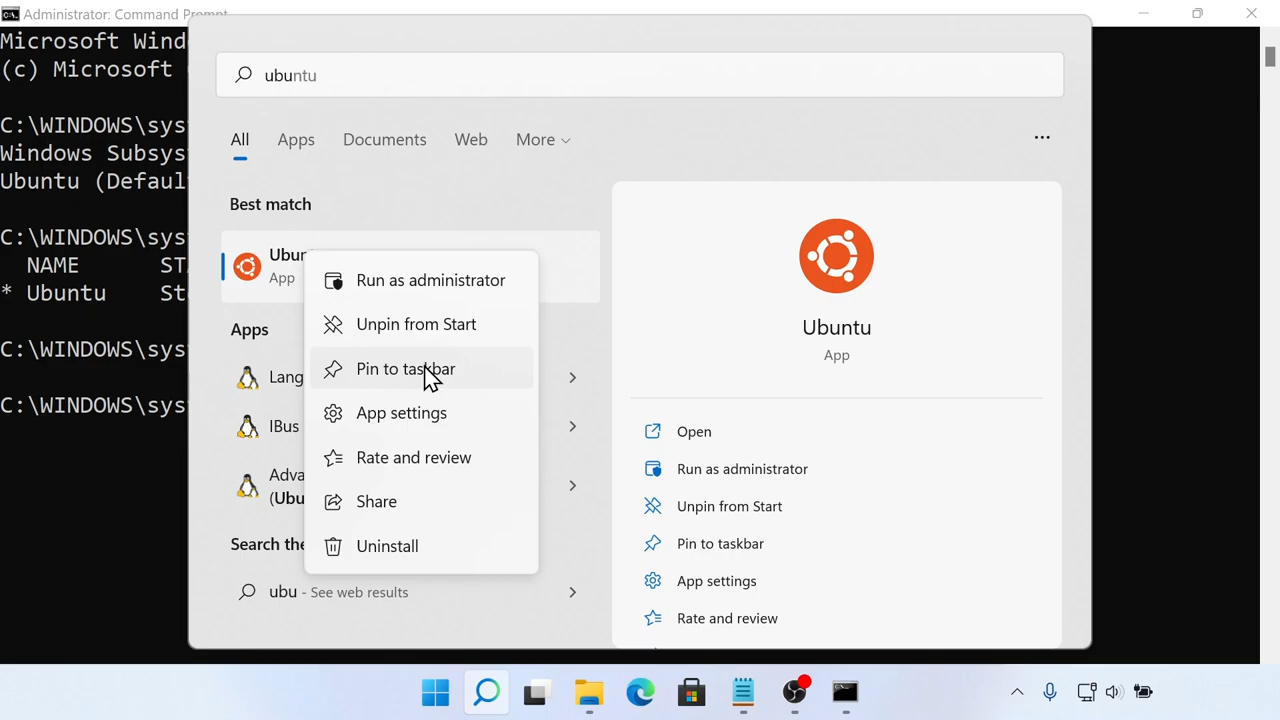 Administrator: Command Prompt
Microsoft Wind
(c) Microsoft
C:\WINDOWS\sys
Windows Subsys
Ubuntu (Defaul
C:\WINDOWS\sys
NAME ST
* Ubuntu St
C:\WINDOWS\sys
C:\WINDOWS\sys
ubuntu
All Apps Documents Web More
Best match
Ubun
App
Apps
Lang
IBus
Adva
(Ubu
Search the
ubu - See web results
Run as administrator
Unpin from Start
Pin to taskbar
App settings
Rate and review
Share
Uninstall
Ubuntu
App
Open
Run as administrator
Unpin from Start
Pin to taskbar
App settings
Rate and review